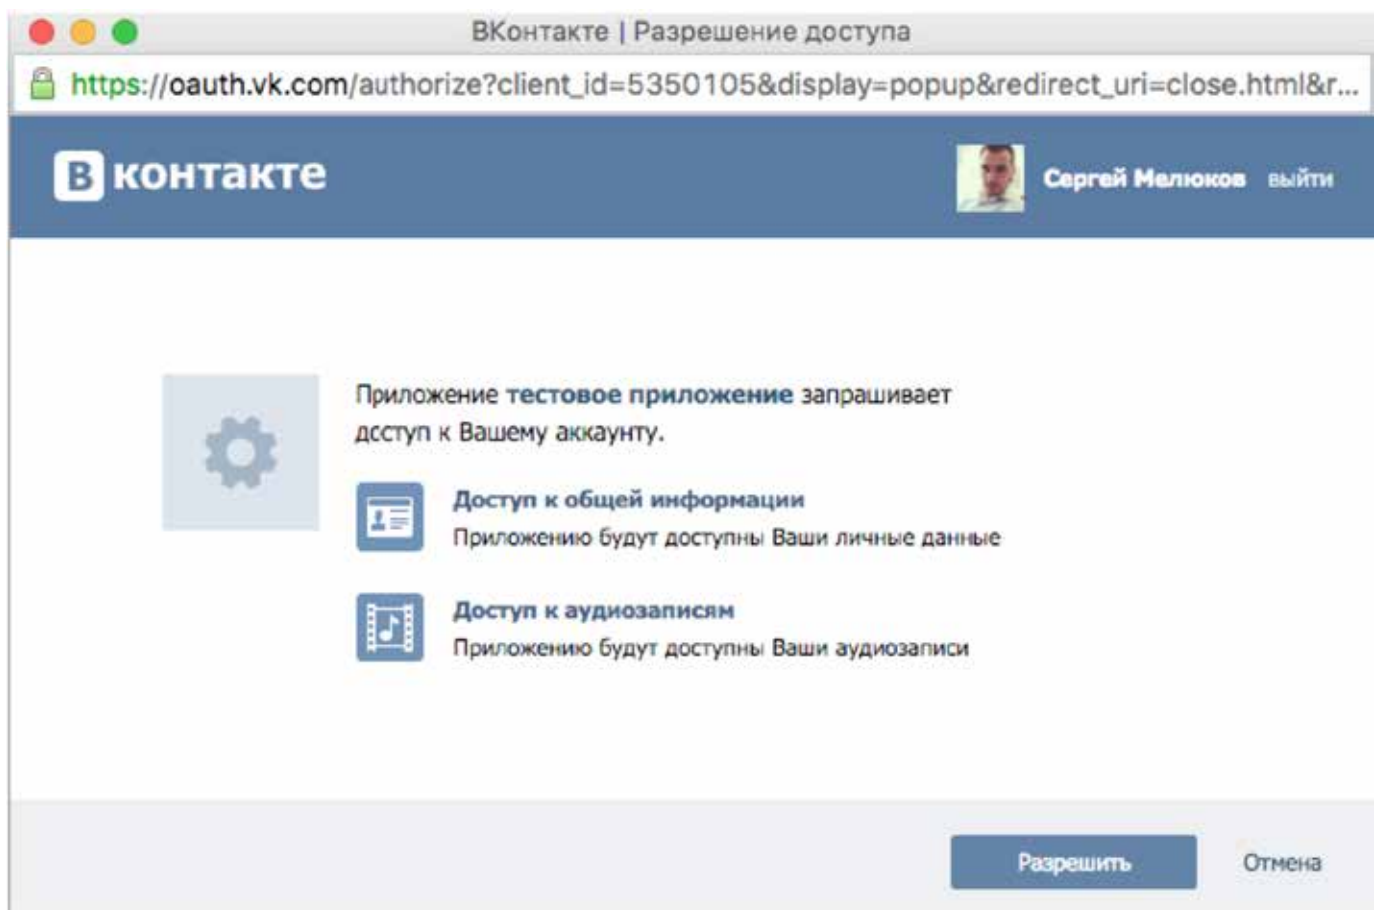 ВКонтакте | Разрешение доступа
https://oauth.vk.com/authorize?client_id=5350105&display=popup&redirect_uri=close.html&r...
В контакте
Сергей Мелюков выйти
Приложение тестовое приложение запрашивает
доступ к Вашему аккаунту.
Доступ к общей информации
Приложению будут доступны Ваши личные данные
Доступ к аудиозаписям
Приложению будут доступны Ваши аудиозаписи
Разрешить Отмена